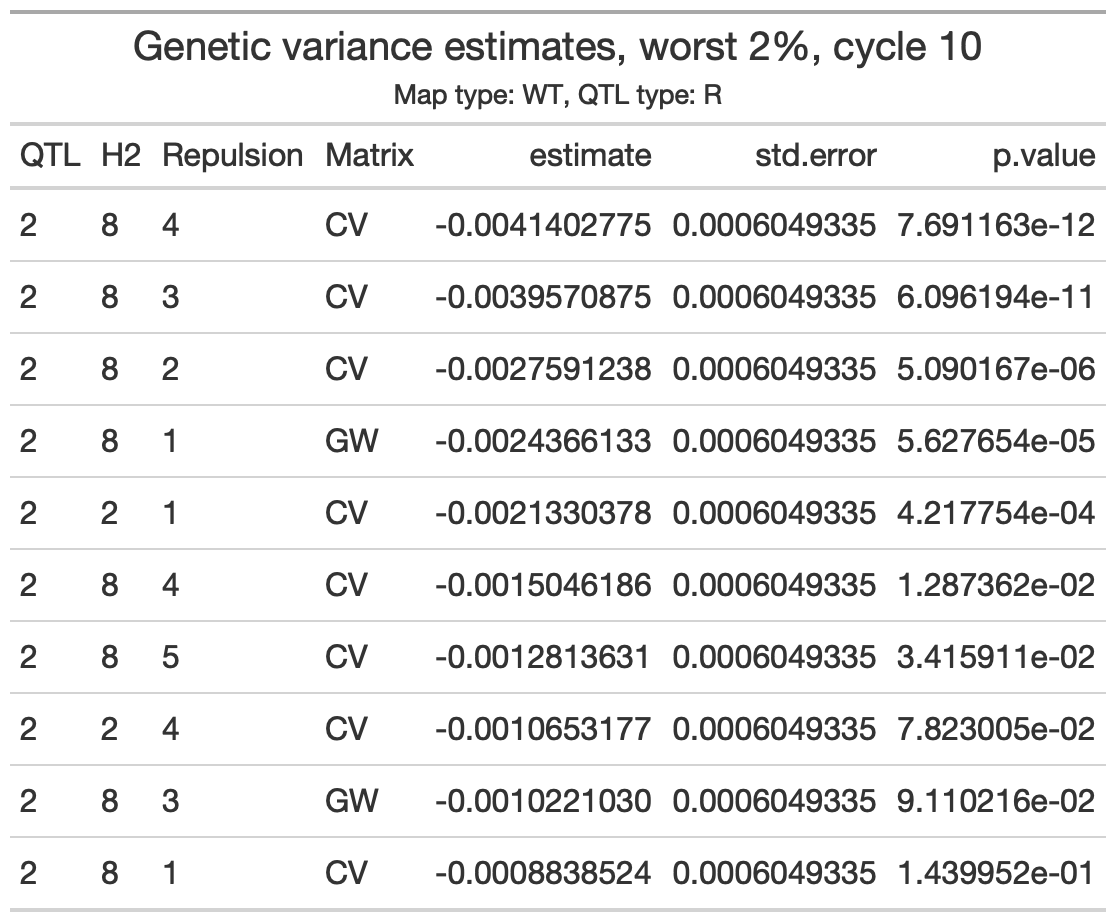 Genetic variance estimates, worst 2%, cycle 10
Map type: WT, QTL type: R
QTL H2 Repulsion Matrix estimate std.error p.value
2 8 4 CV -0.0041402775 0.0006049335 7.691163e-12
2 8 3 CV -0.0039570875 0.0006049335 6.096194e-11
2 8 2 CV -0.0027591238 0.0006049335 5.090167e-06
2 8 1 GW -0.0024366133 0.0006049335 5.627654e-05
2 2 1 CV -0.0021330378 0.0006049335 4.217754e-04
2 8 4 CV -0.0015046186 0.0006049335 1.287362e-02
2 8 5 CV -0.0012813631 0.0006049335 3.415911e-02
2 2 4 CV -0.0010653177 0.0006049335 7.823005e-02
2 8 3 GW -0.0010221030 0.0006049335 9.110216e-02
2 8 1 CV -0.0008838524 0.0006049335 1.439952e-01